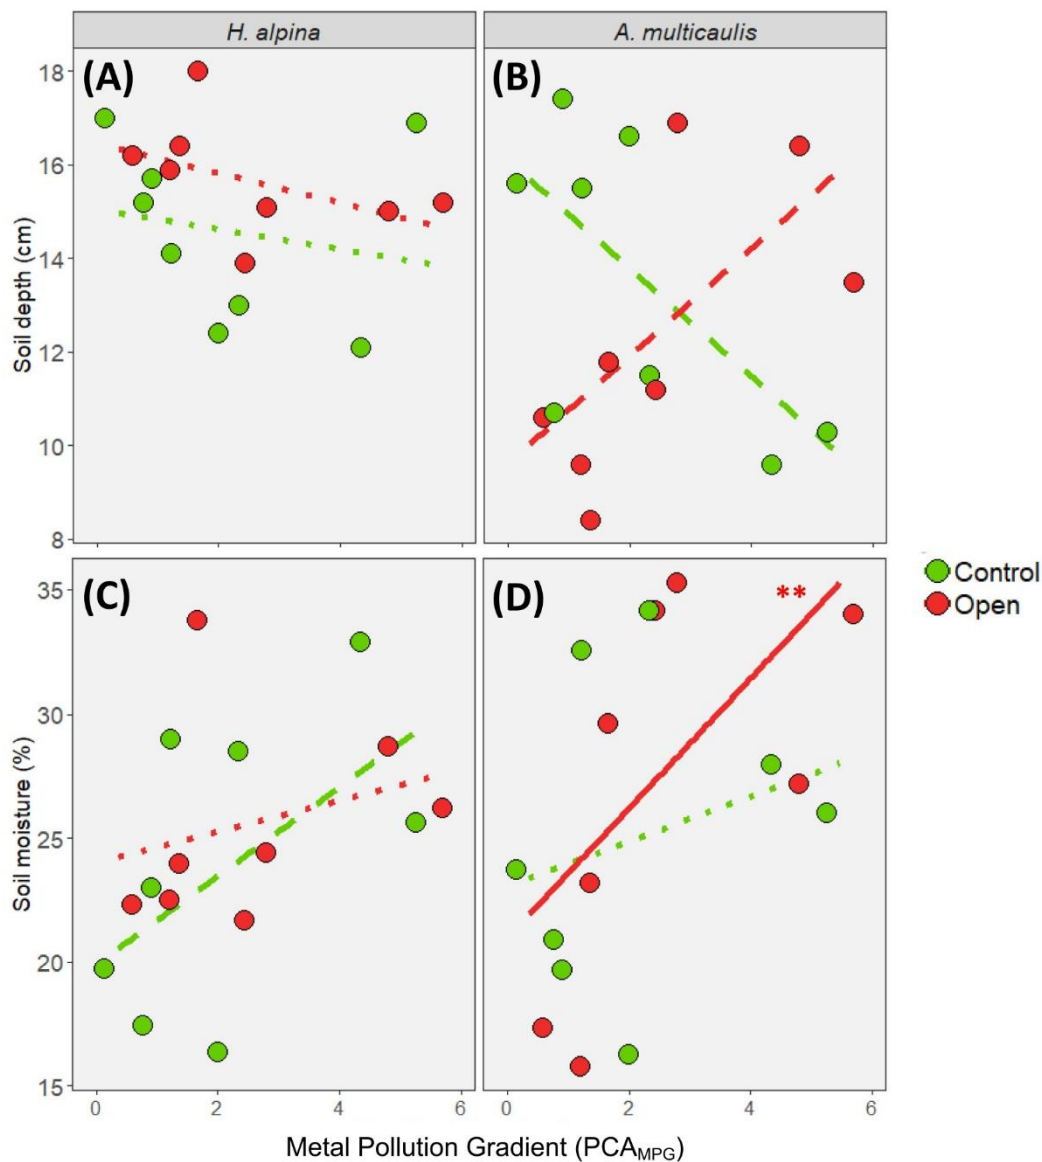 H. alpina
A. multicaulis
(A)
(B)
18
16
14
12
10
8
Soil depth (cm)
(C)
(D)
**
35
30
25
20
15
Soil moisture (%)
0 2 4 6
0 2 4 6
Metal Pollution Gradient (PCAMPG)
Control
Open